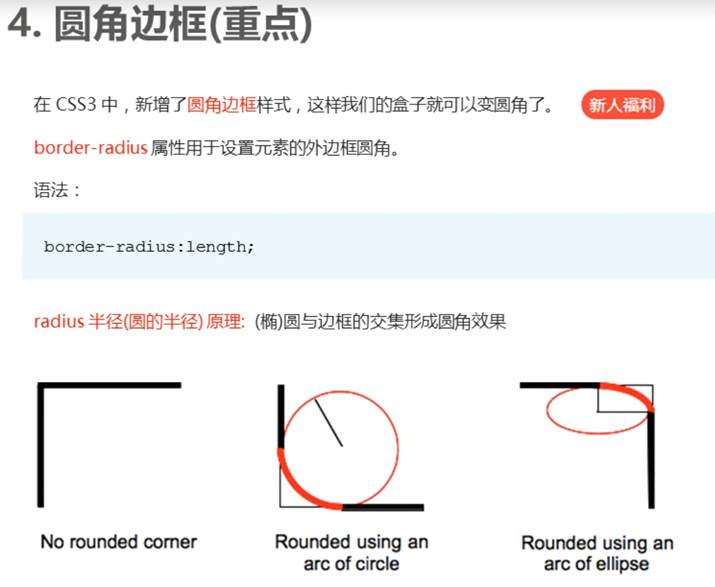 4. 圆角边框(重点)
在 CSS3 中，新增了圆角边框样式，这样我们的盒子就可以变圆角了。 新人福利
border-radius 属性用于设置元素的外边框圆角。
语法：
border-radius:length;
radius 半径(圆的半径) 原理: (椭)圆与边框的交集形成圆角效果
No rounded corner
Rounded using an
arc of circle
Rounded using an
arc of ellipse